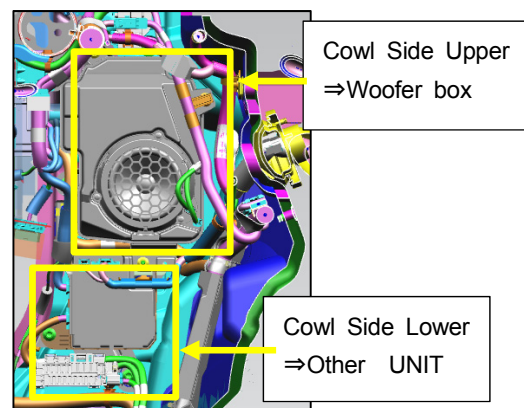 Cowl Side Upper
⇒Woofer box
Cowl Side Lower
⇒Other UNIT